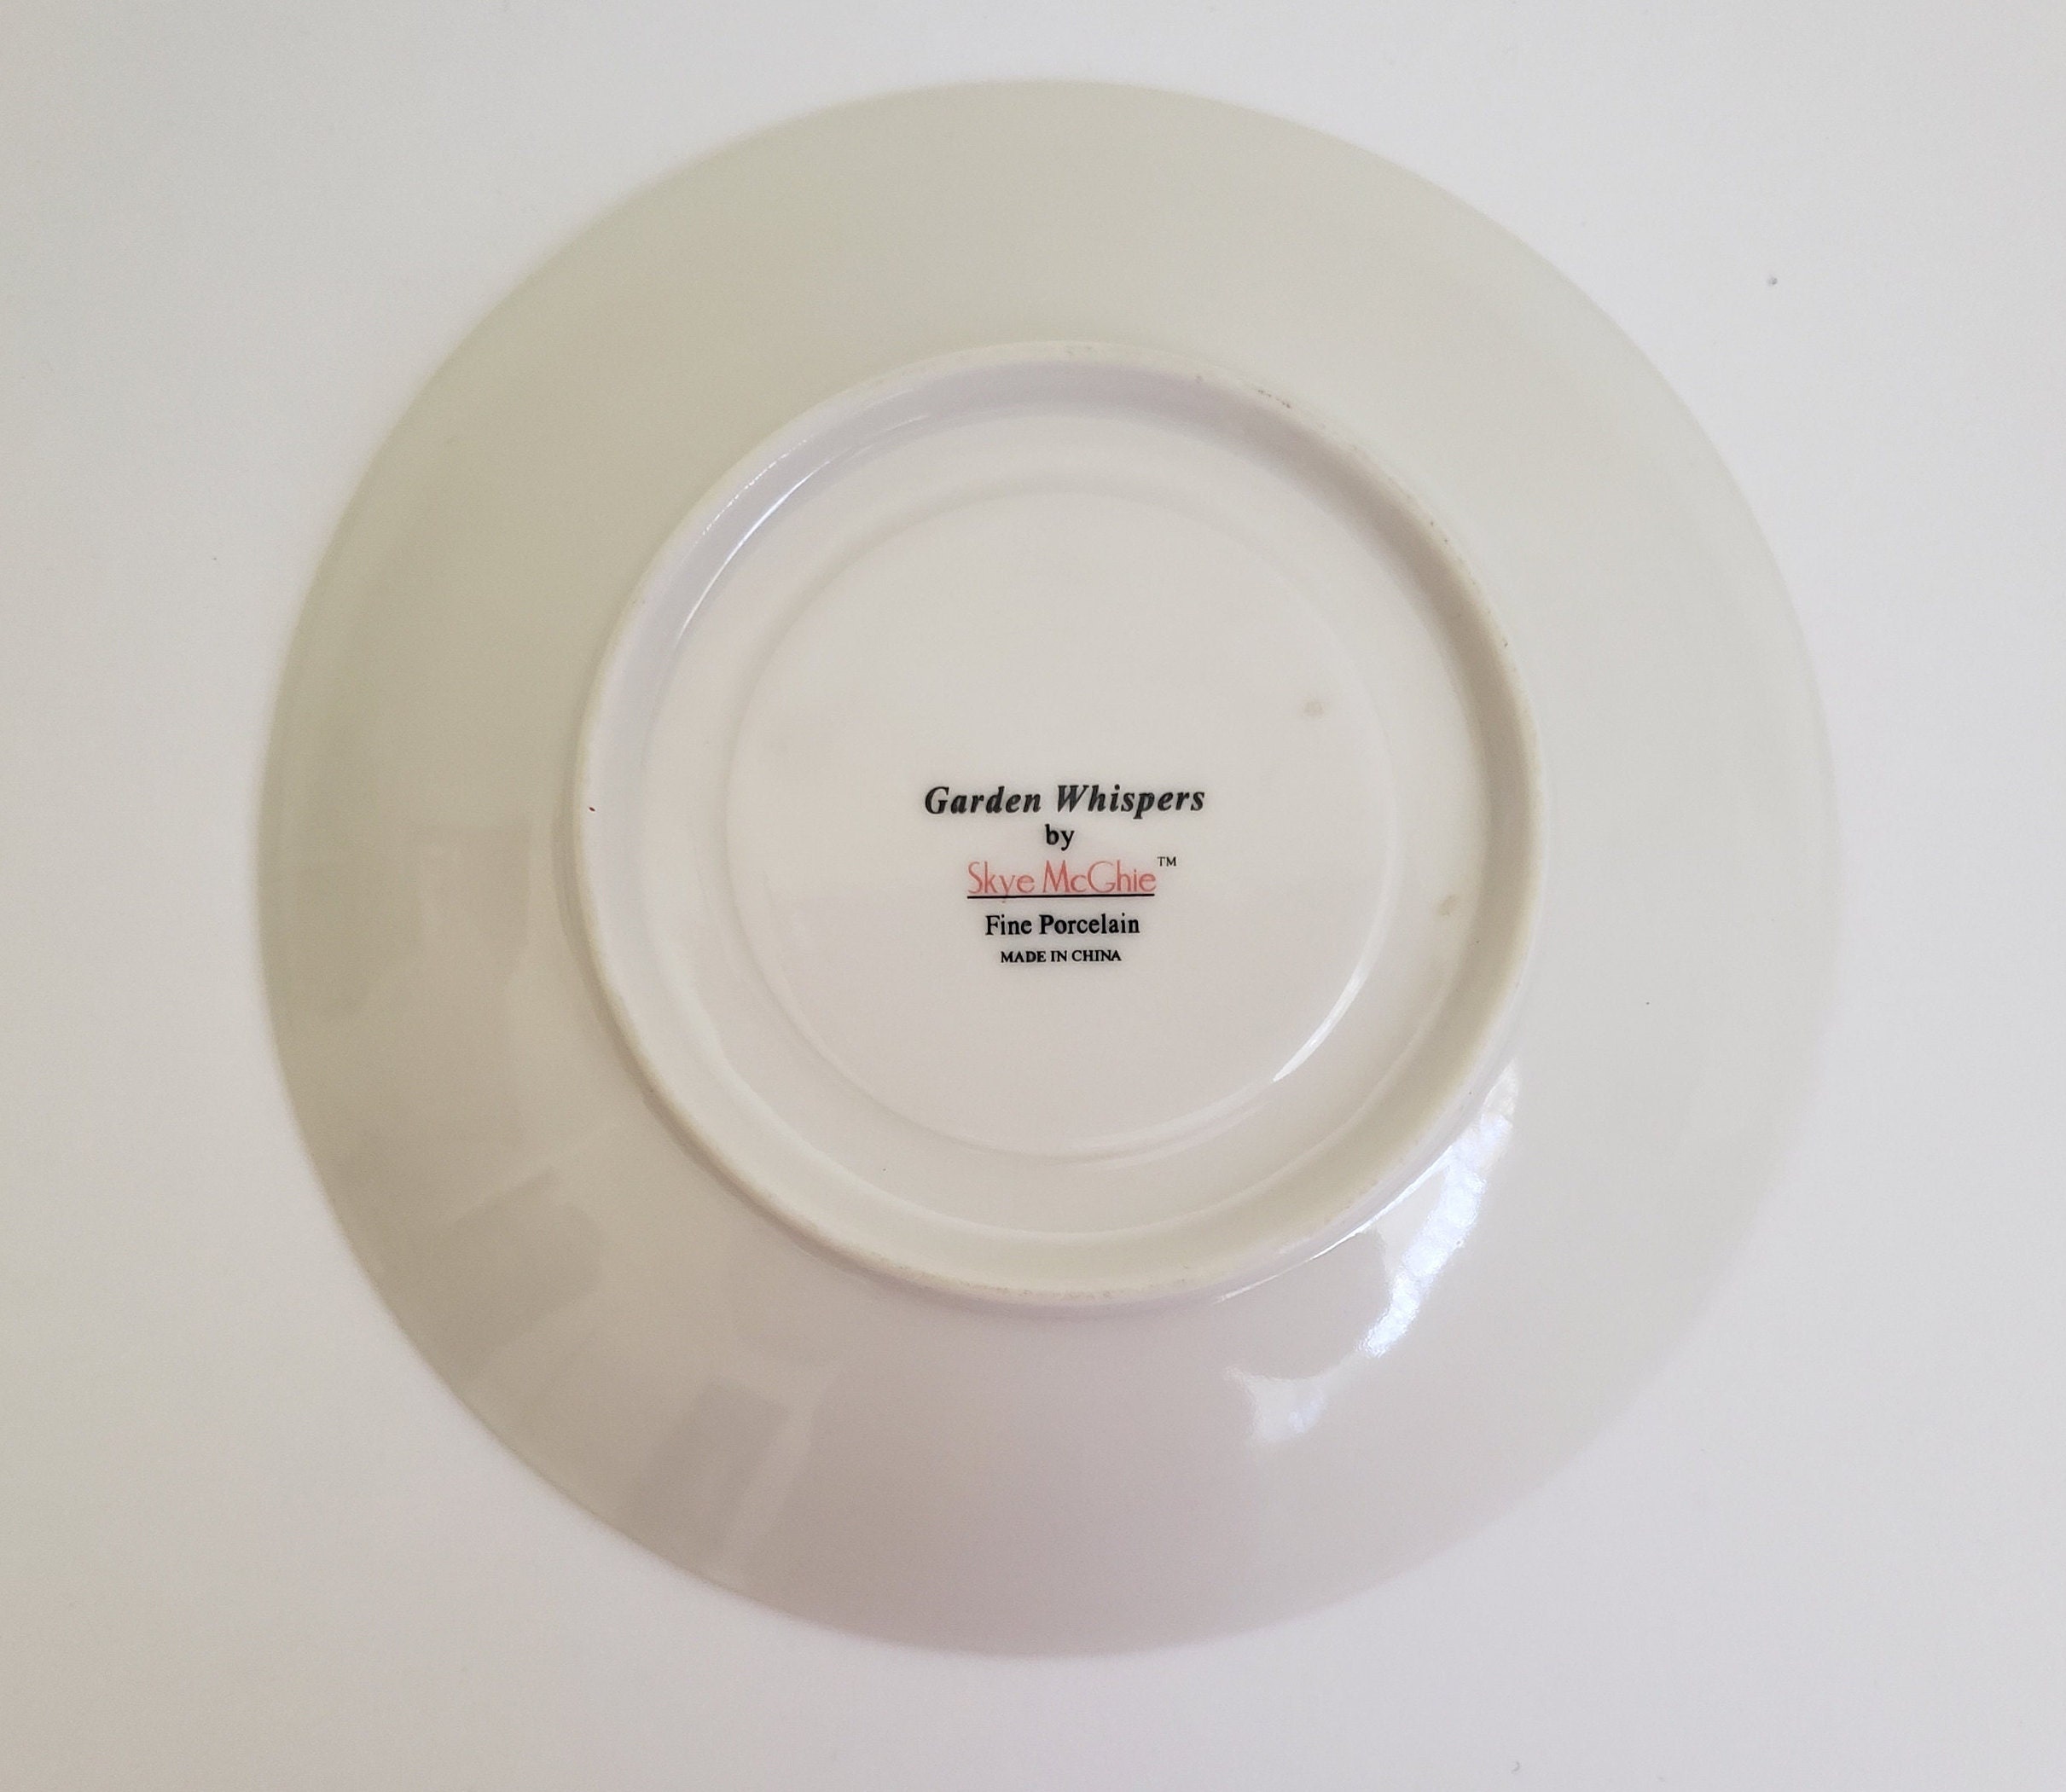 Garden Whispers
by
Skye McGhie™
Fine Porcelain
MADE IN CHINA